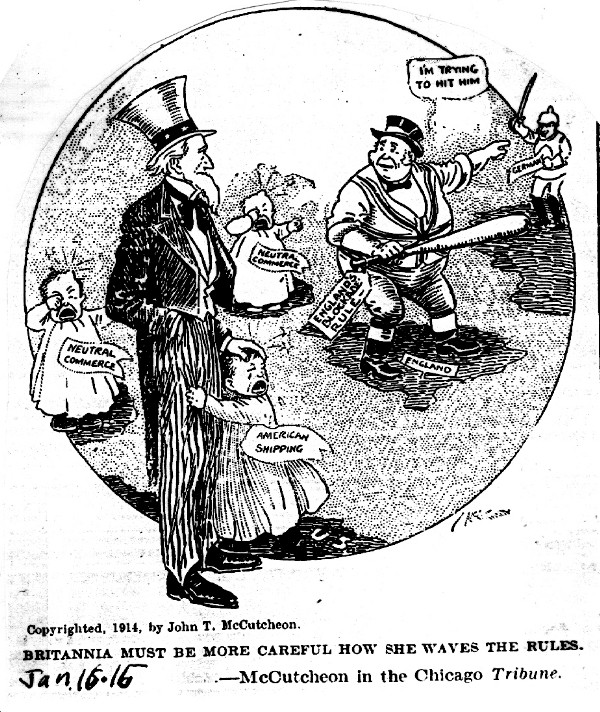 I'M TRYING
TO HIT HIM
GERMANY
NEUTRAL
COMMERCE
ENGLAND'S
RULE
NEUTRAL
COMMERCE
ENGLAND
AMERICAN
SHIPPING
Copyrighted, 1914, by John T. McCutcheon.
BRITANNIA MUST BE MORE CAREFUL HOW SHE WAVES THE RULES.
Jan. 16. 15
.—McCutcheon in the Chicago Tribune.